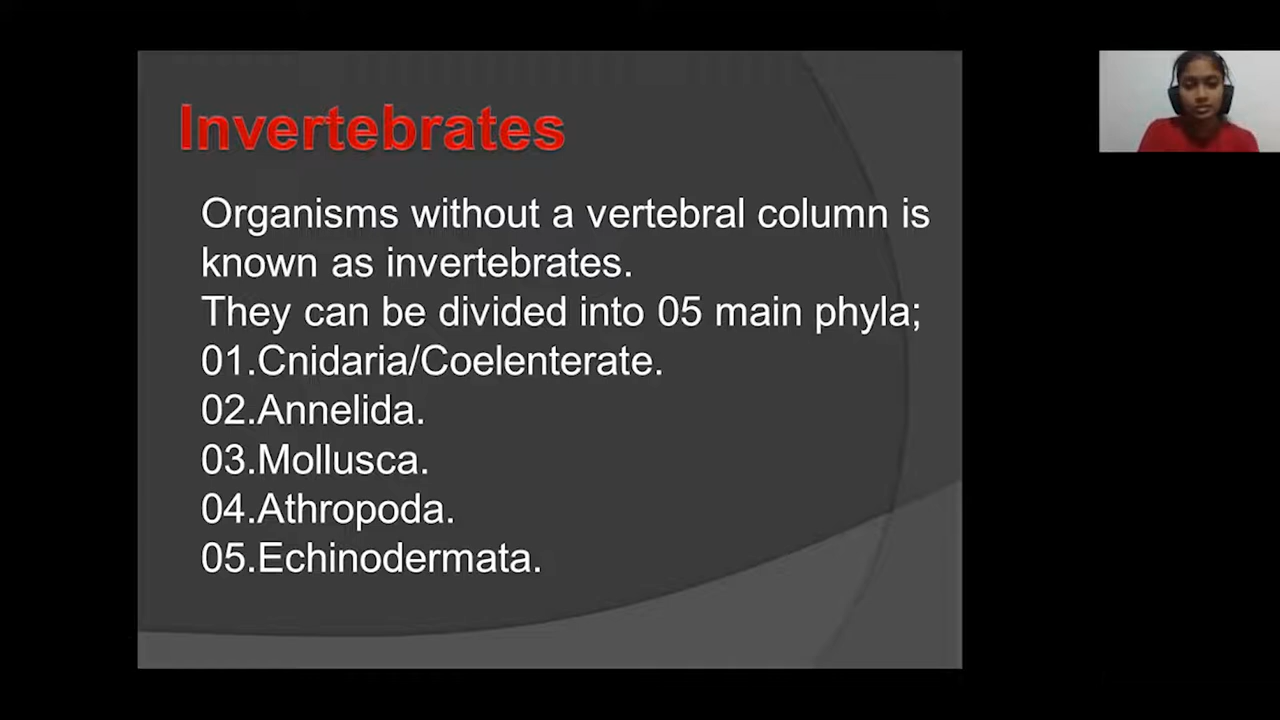 Invertebrates
Organisms without a vertebral column is
known as invertebrates.
They can be divided into 05 main phyla;
01.Cnidaria/Coelenterate.
02.Annelida.
03.Mollusca.
04.Athropoda.
05.Echinodermata.